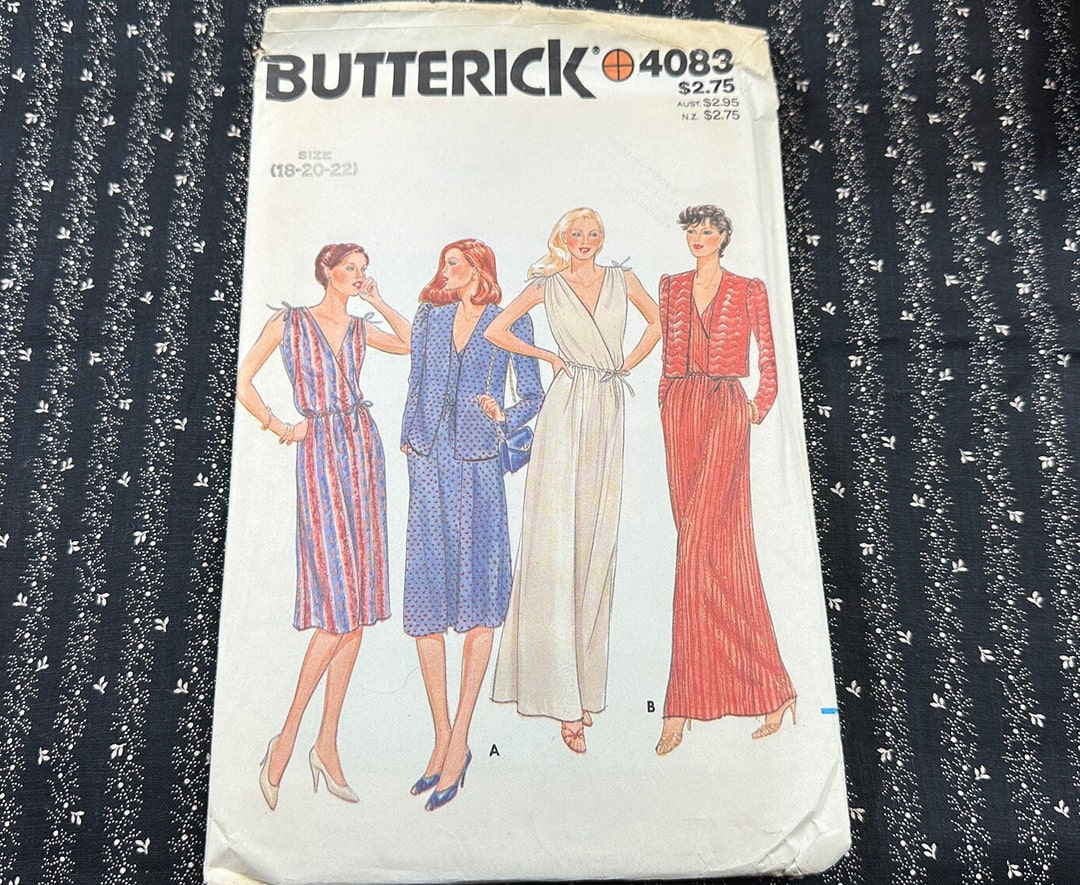 BUTTERICK® 4083
$2.75
AUST. $2.95
N.Z. $2.75
SIZE
(18-20-22)
A
B